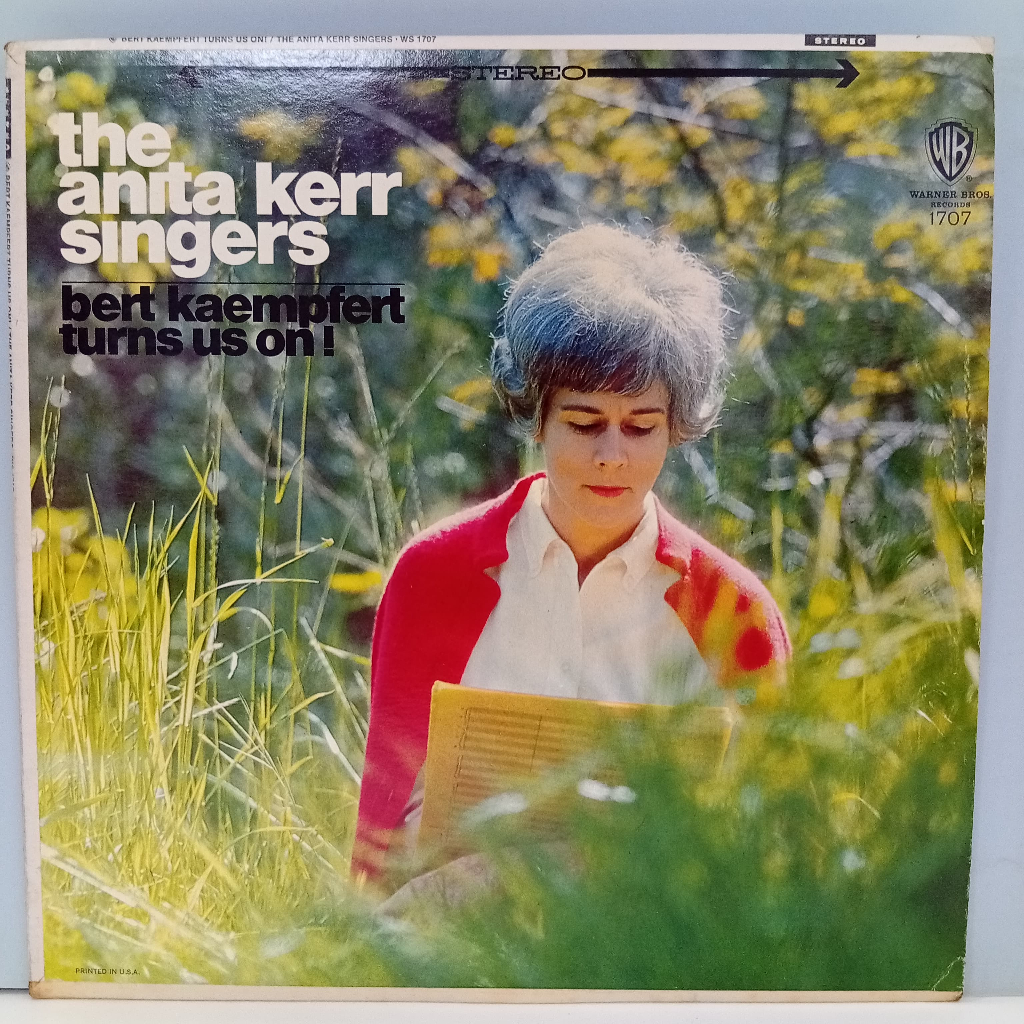 © BERT KAEMPFERT TURNS US ON! / THE ANITA KERR SINGERS • WS 1707
STEREO
STEREO
the
anita kerr
singers
bert kaempfert
turns us on!
WB
®
WARNER BROS.
RECORDS
1707
PRINTED IN U.S.A.